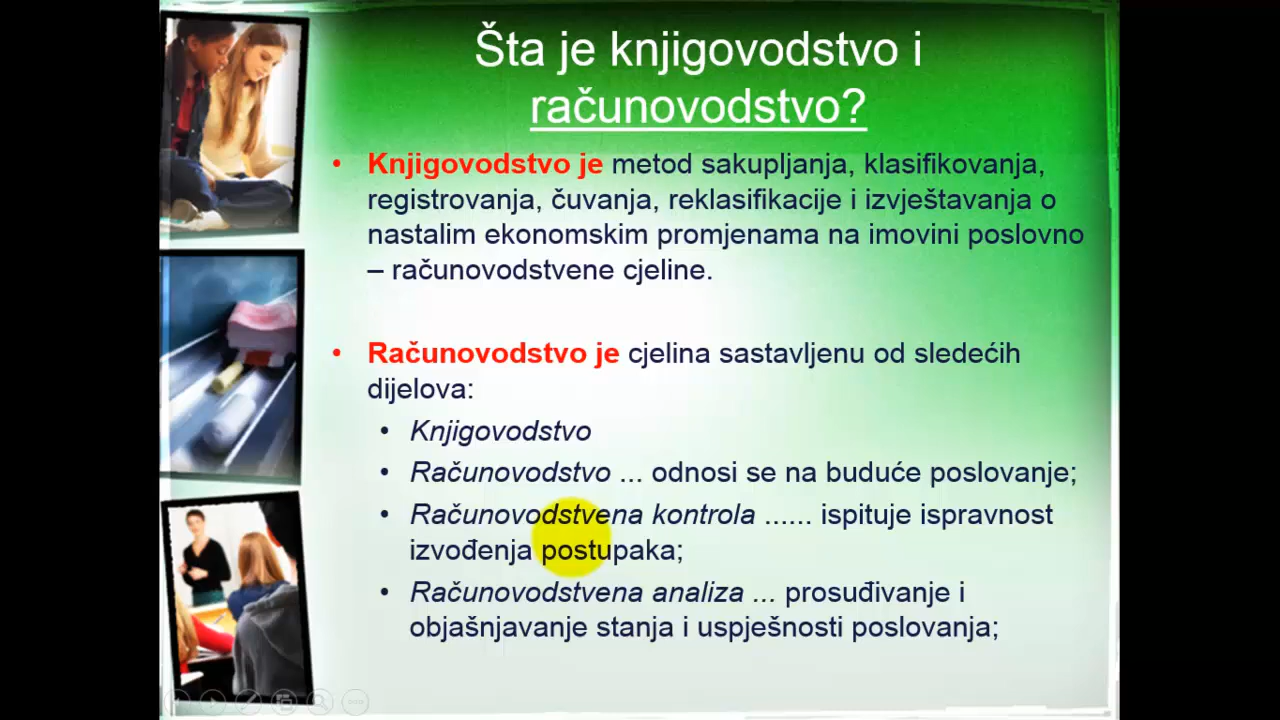 Šta je knjigovodstvo i
računovodstvo?
• Knjigovodstvo je metod sakupljanja, klasifikovanja,
registrovanja, čuvanja, reklasifikacije i izvještavanja o
nastalim ekonomskim promjenama na imovini poslovno
– računovodstvene cjeline.
• Računovodstvo je cjelina sastavljenu od sledećih
dijelova:
• Knjigovodstvo
• Računovodstvo ... odnosi se na buduće poslovanje;
• Računovodstvena kontrola ...... ispituje ispravnost
izvođenja postupaka;
• Računovodstvena analiza ... prosuđivanje i
objašnjavanje stanja i uspješnosti poslovanja;